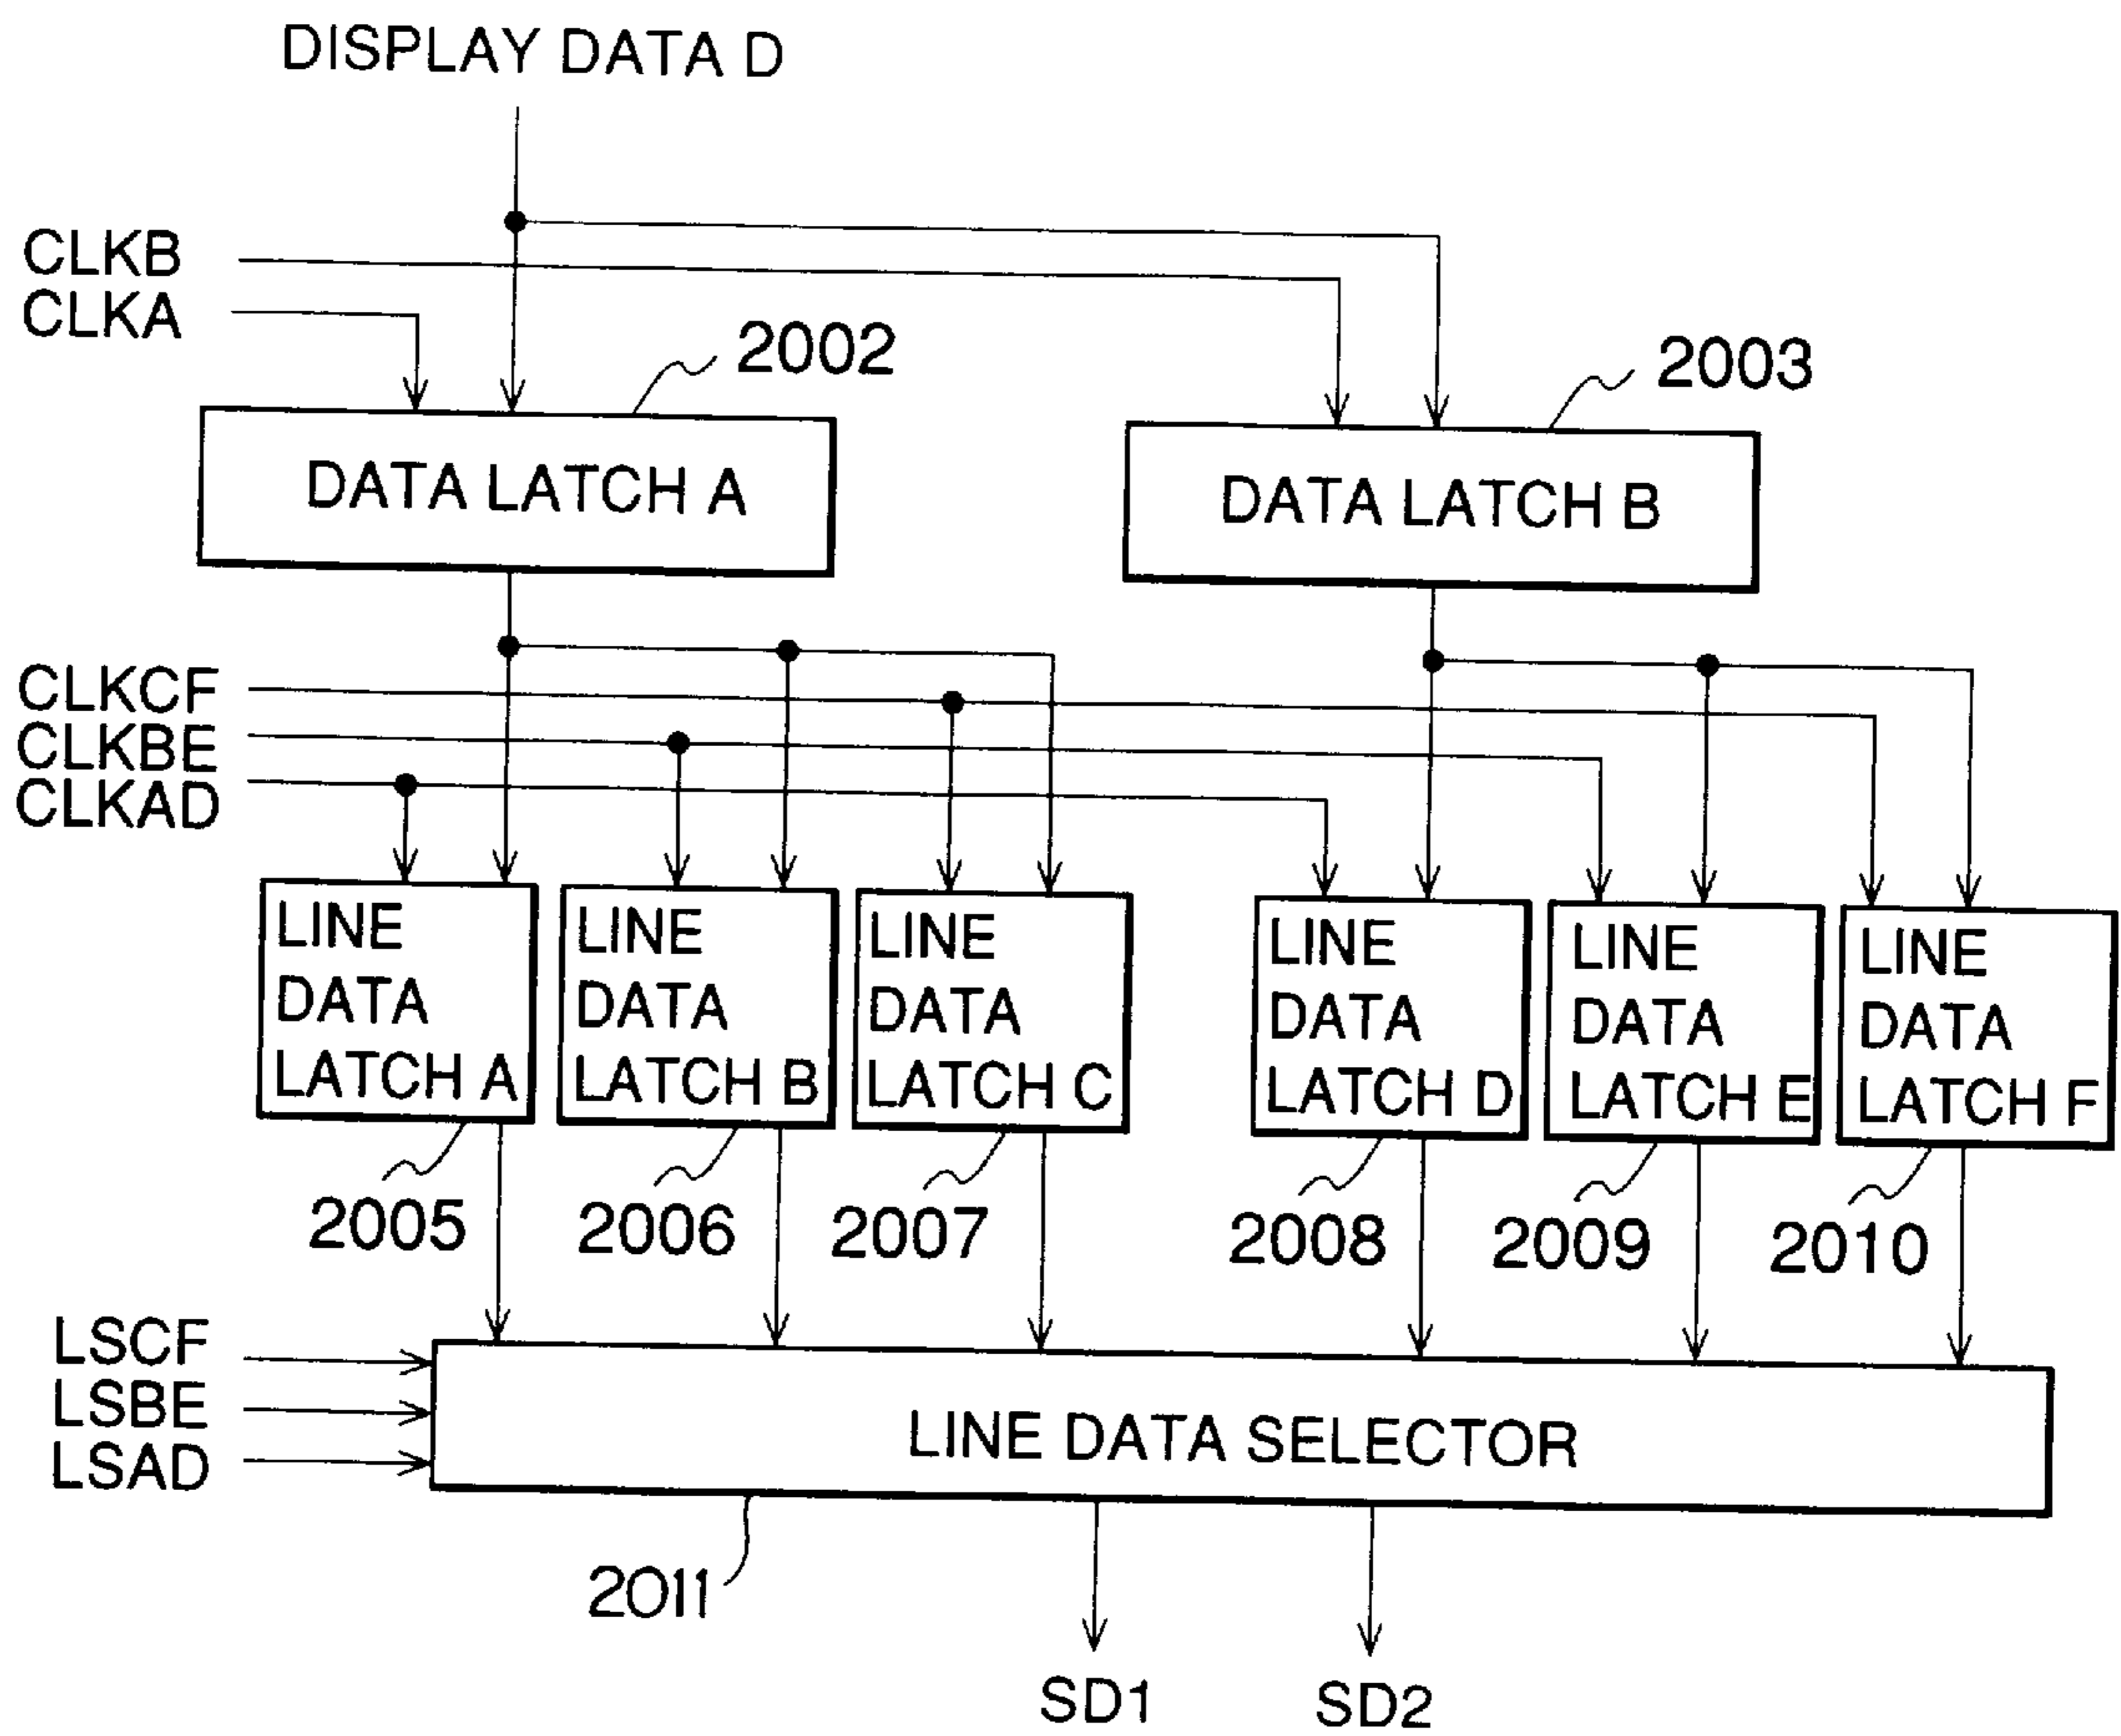 DISPLAY DATA D
CLKB
CLKA
2002
2003
DATA LATCH A
DATA LATCH B
CLKCF
CLKBE
CLKAD
LINE
DATA
LATCH A
LINE
DATA
LATCH B
LINE
DATA
LATCH C
LINE
DATA
LATCH D
LINE
DATA
LATCH E
LINE
DATA
LATCH F
2005
2006
2007
2008
2009
2010
LSCF
LSBE
LSAD
LINE DATA SELECTOR
2011
SD1
SD2